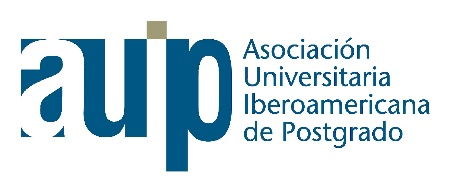 auip
Asociación
Universitaria
Iberoamericana
de Postgrado